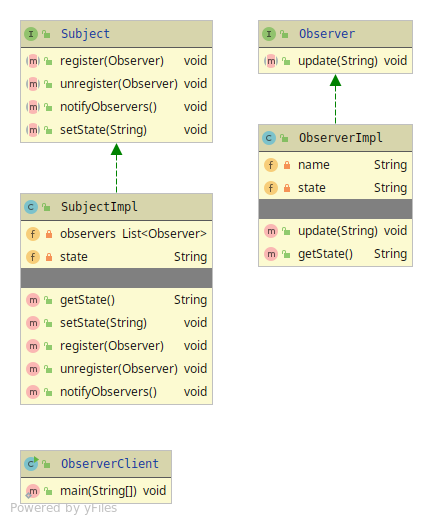 Subject
register(Observer) void
unregister(Observer) void
notifyObservers() void
setState(String) void
Observer
update(String) void
ObserverImpl
name String
state String
update(String) void
getState() String
SubjectImpl
observers List<Observer>
state String
getState() String
setState(String) void
register(Observer) void
unregister(Observer) void
notifyObservers() void
ObserverClient
main(String[]) void
Powered by yFiles